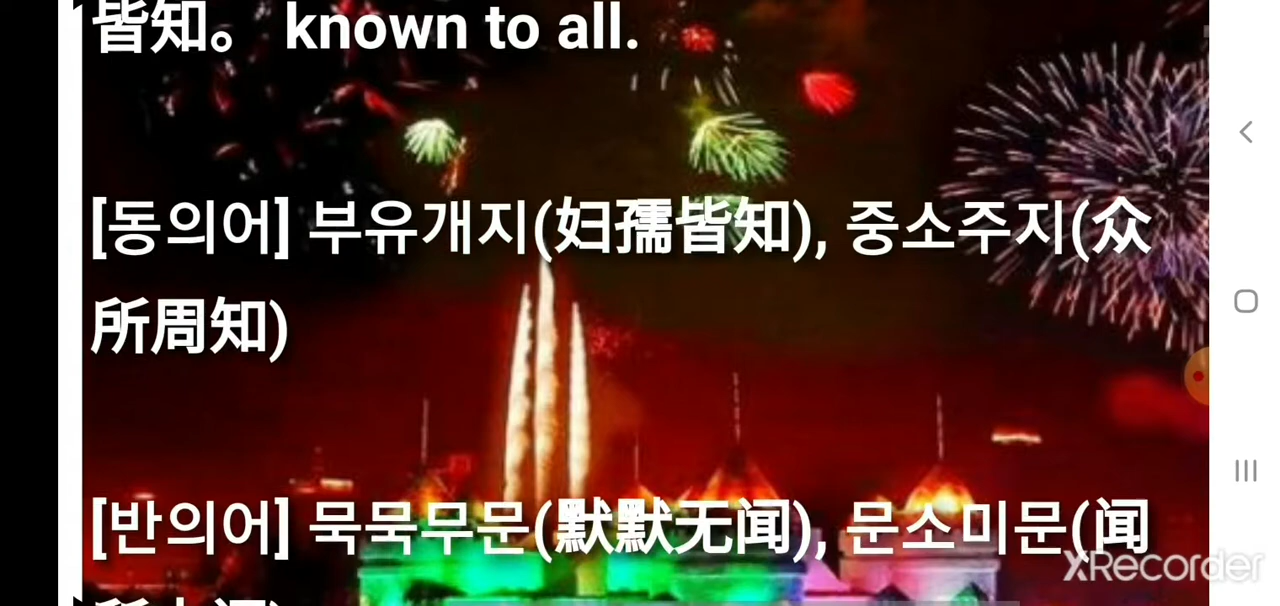 皆知。 known to all.
[동의어] 부유개지(妇孺皆知), 중소주지(众
所周知)
[반의어] 묵묵무문(默默无闻), 문소미문(闻
XRecorder